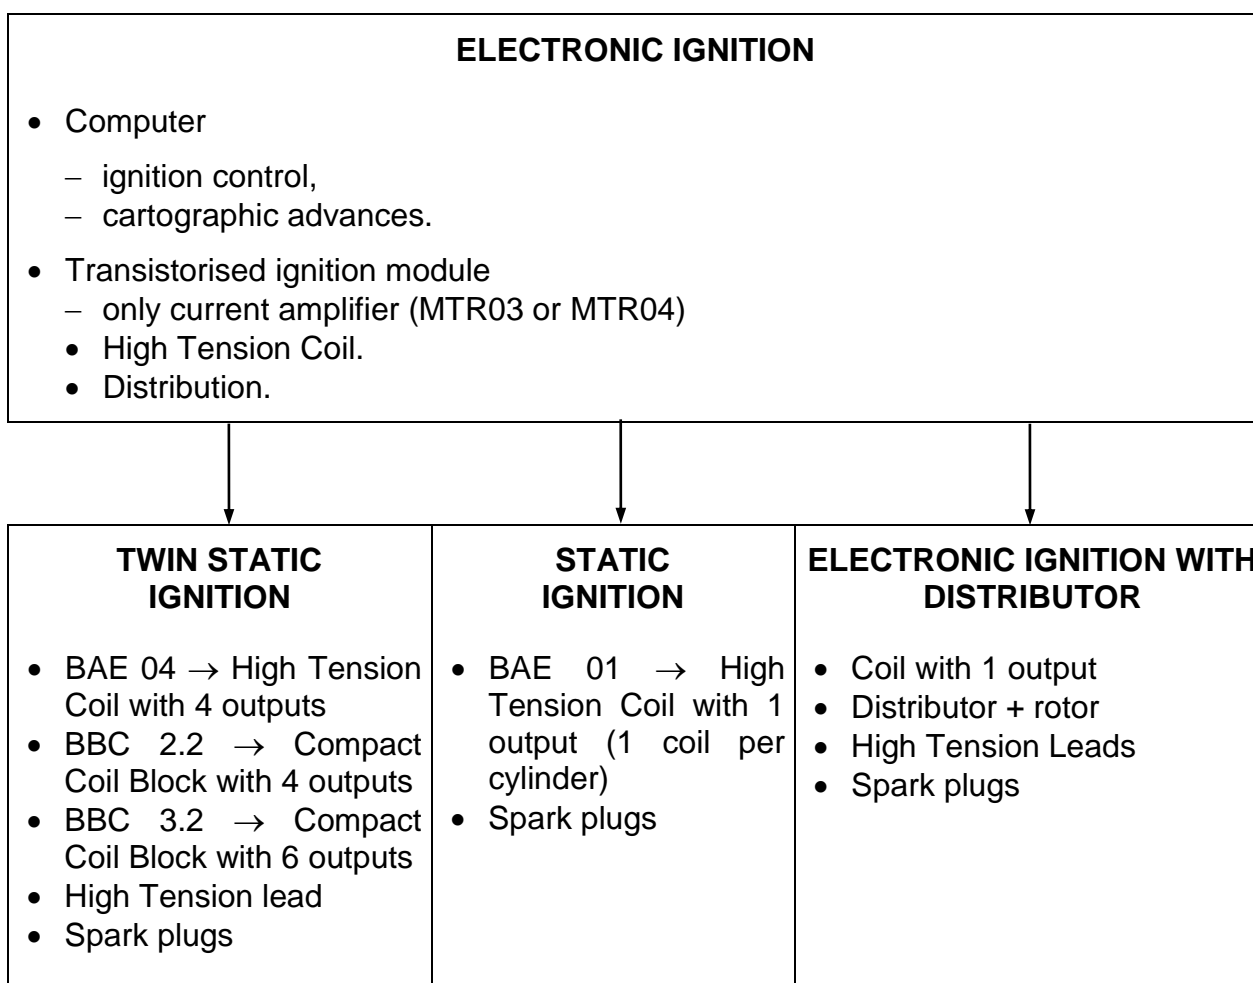 ELECTRONIC IGNITION
• Computer
– ignition control,
– cartographic advances.
• Transistorised ignition module
– only current amplifier (MTR03 or MTR04)
• High Tension Coil.
• Distribution.
TWIN STATIC
IGNITION
• BAE 04 → High Tension
Coil with 4 outputs
• BBC 2.2 → Compact
Coil Block with 4 outputs
• BBC 3.2 → Compact
Coil Block with 6 outputs
• High Tension lead
• Spark plugs
STATIC
IGNITION
• BAE 01 → High
Tension Coil with 1
output (1 coil per
cylinder)
• Spark plugs
ELECTRONIC IGNITION WITH
DISTRIBUTOR
• Coil with 1 output
• Distributor + rotor
• High Tension Leads
• Spark plugs